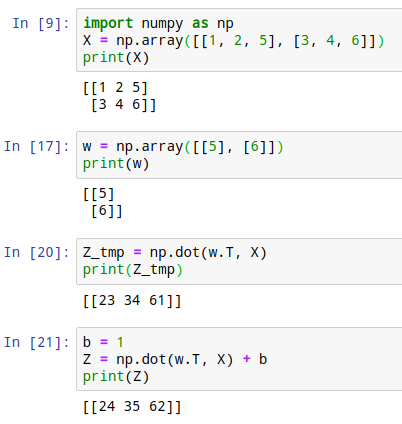 In [9]: import numpy as np
X = np.array([[1, 2, 5], [3, 4, 6]])
print(X)
[[1 2 5]
 [3 4 6]]
In [17]: w = np.array([[5], [6]])
print(w)
[[5]
 [6]]
In [20]: Z_tmp = np.dot(w.T, X)
print(Z_tmp)
[[23 34 61]]
In [21]: b = 1
Z = np.dot(w.T, X) + b
print(Z)
[[24 35 62]]